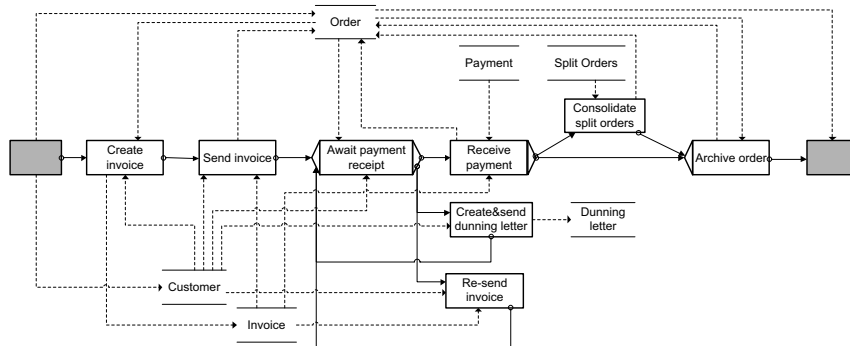 Order
Payment
Split Orders
Consolidate
split orders
Create
invoice
Send invoice
Await payment
receipt
Receive
payment
Archive order
Create&send
dunning letter
Dunning
letter
Customer
Re-send
invoice
Invoice